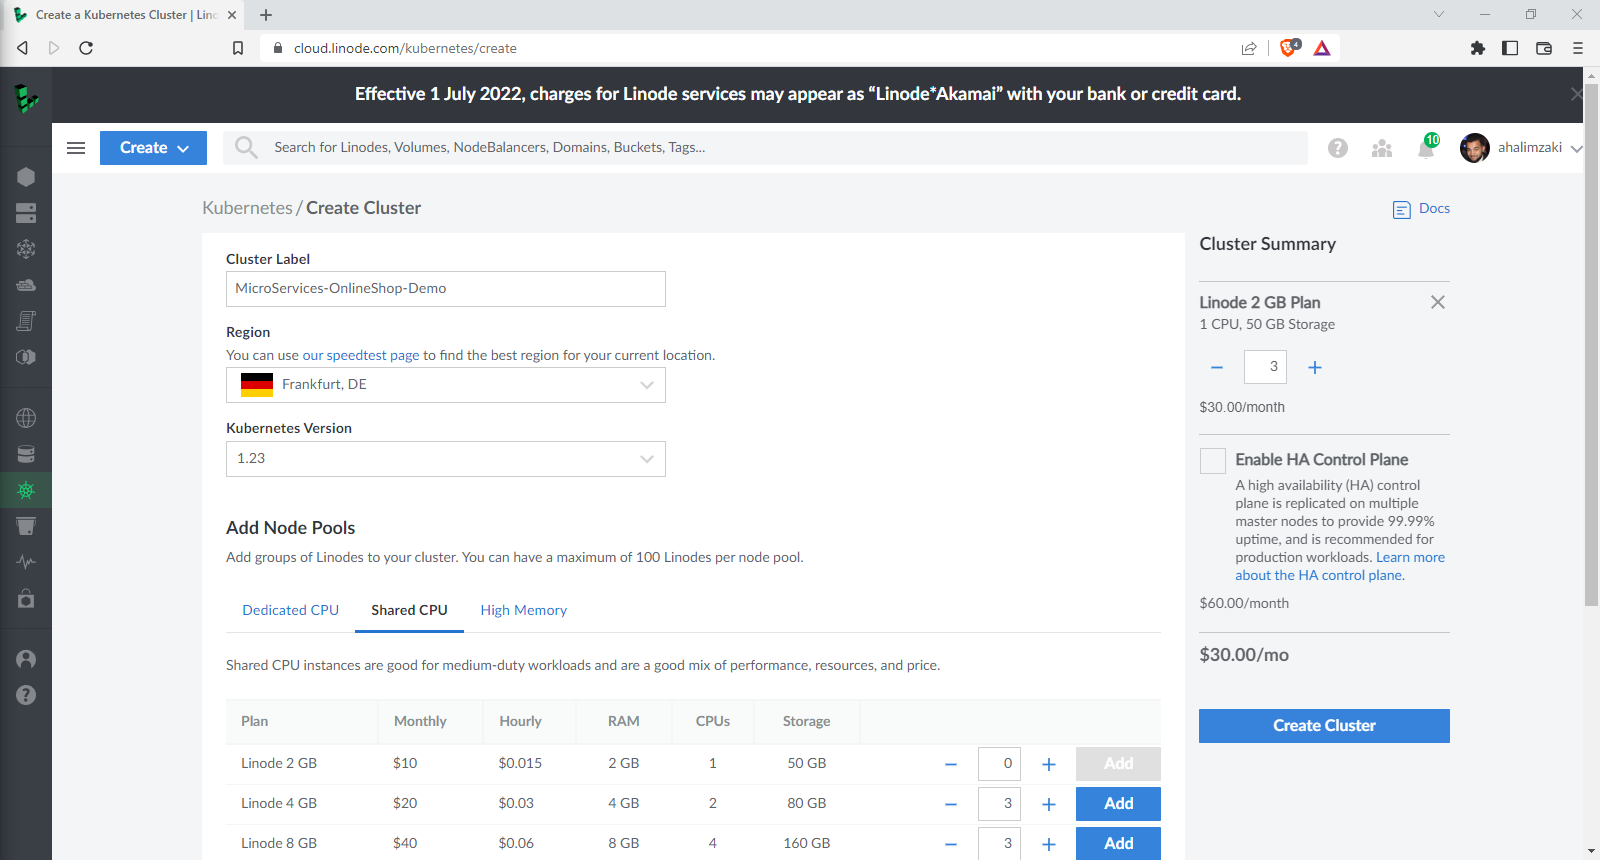 Create a Kubernetes Cluster | Lino
cloud.linode.com/kubernetes/create
4
Effective 1 July 2022, charges for Linode services may appear as “Linode*Akamai” with your bank or credit card.
Create
Search for Linodes, Volumes, NodeBalancers, Domains, Buckets, Tags...
10
ahalimzaki
Kubernetes / Create Cluster
Docs
Cluster Label
MicroServices-OnlineShop-Demo
Region
You can use our speedtest page to find the best region for your current location.
Frankfurt, DE
Kubernetes Version
1.23
Add Node Pools
Add groups of Linodes to your cluster. You can have a maximum of 100 Linodes per node pool.
Dedicated CPU Shared CPU High Memory
Shared CPU instances are good for medium-duty workloads and are a good mix of performance, resources, and price.
Plan Monthly Hourly RAM CPUs Storage
Linode 2 GB $10 $0.015 2 GB 1 50 GB − 0 + Add
Linode 4 GB $20 $0.03 4 GB 2 80 GB − 3 + Add
Linode 8 GB $40 $0.06 8 GB 4 160 GB − 3 + Add
Cluster Summary
Linode 2 GB Plan
1 CPU, 50 GB Storage
− 3 +
$30.00/month
Enable HA Control Plane
A high availability (HA) control
plane is replicated on multiple
master nodes to provide 99.99%
uptime, and is recommended for
production workloads. Learn more
about the HA control plane.
$60.00/month
$30.00/mo
Create Cluster